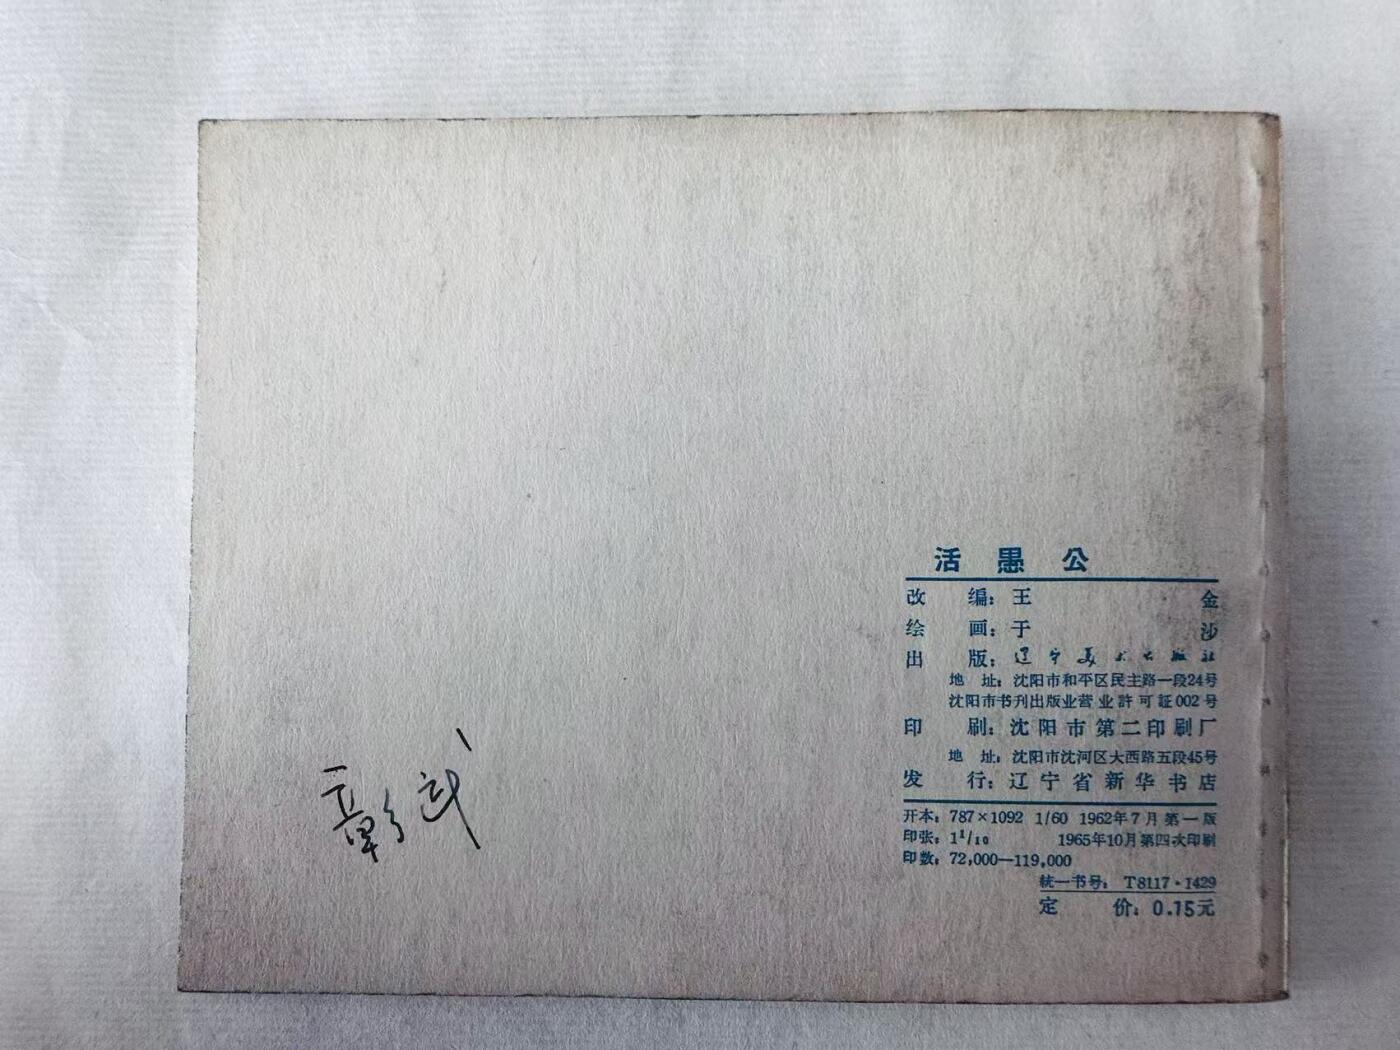 活愚公
改 编：王 金
绘 画：于 沙
出 版：辽宁美术出版社
地 址：沈阳市和平区民主路一段24号
沈阳市书刊出版业营业許可証002号
印 刷：沈阳市第二印刷厂
地 址：沈阳市沈河区大西路五段45号
发 行：辽宁省新华书店
开本：787×1092 1/60 1962年7月第一版
印张：1 1/10 1965年10月第四次印刷
印数：72,000—119,000
統一书号：T8117·1429
定 价：0.15元
彰武